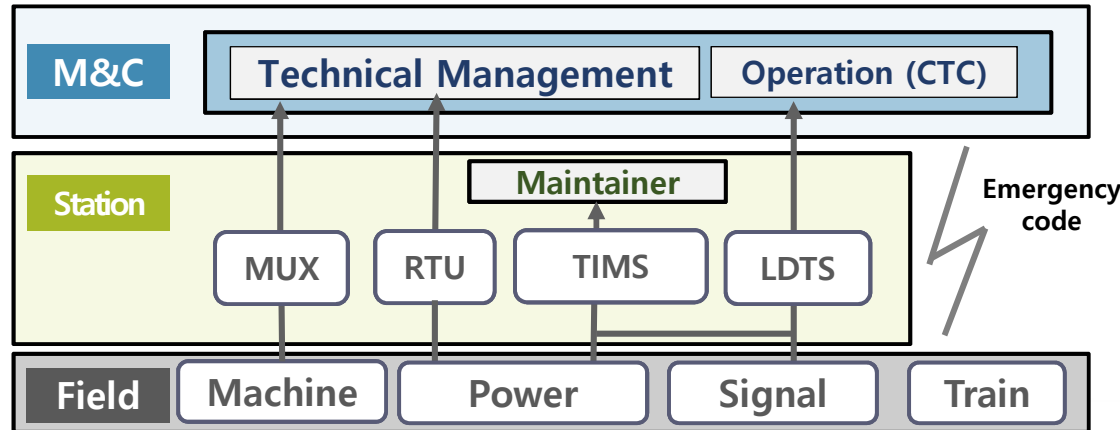 M&C
Technical Management
Operation (CTC)
Station
Maintainer
Emergency
code
MUX
RTU
TIMS
LDTS
Field
Machine
Power
Signal
Train